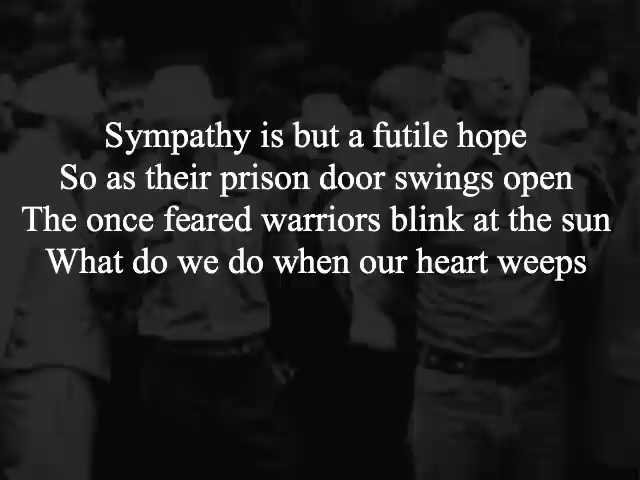 Sympathy is but a futile hope
So as their prison door swings open
The once feared warriors blink at the sun
What do we do when our heart weeps